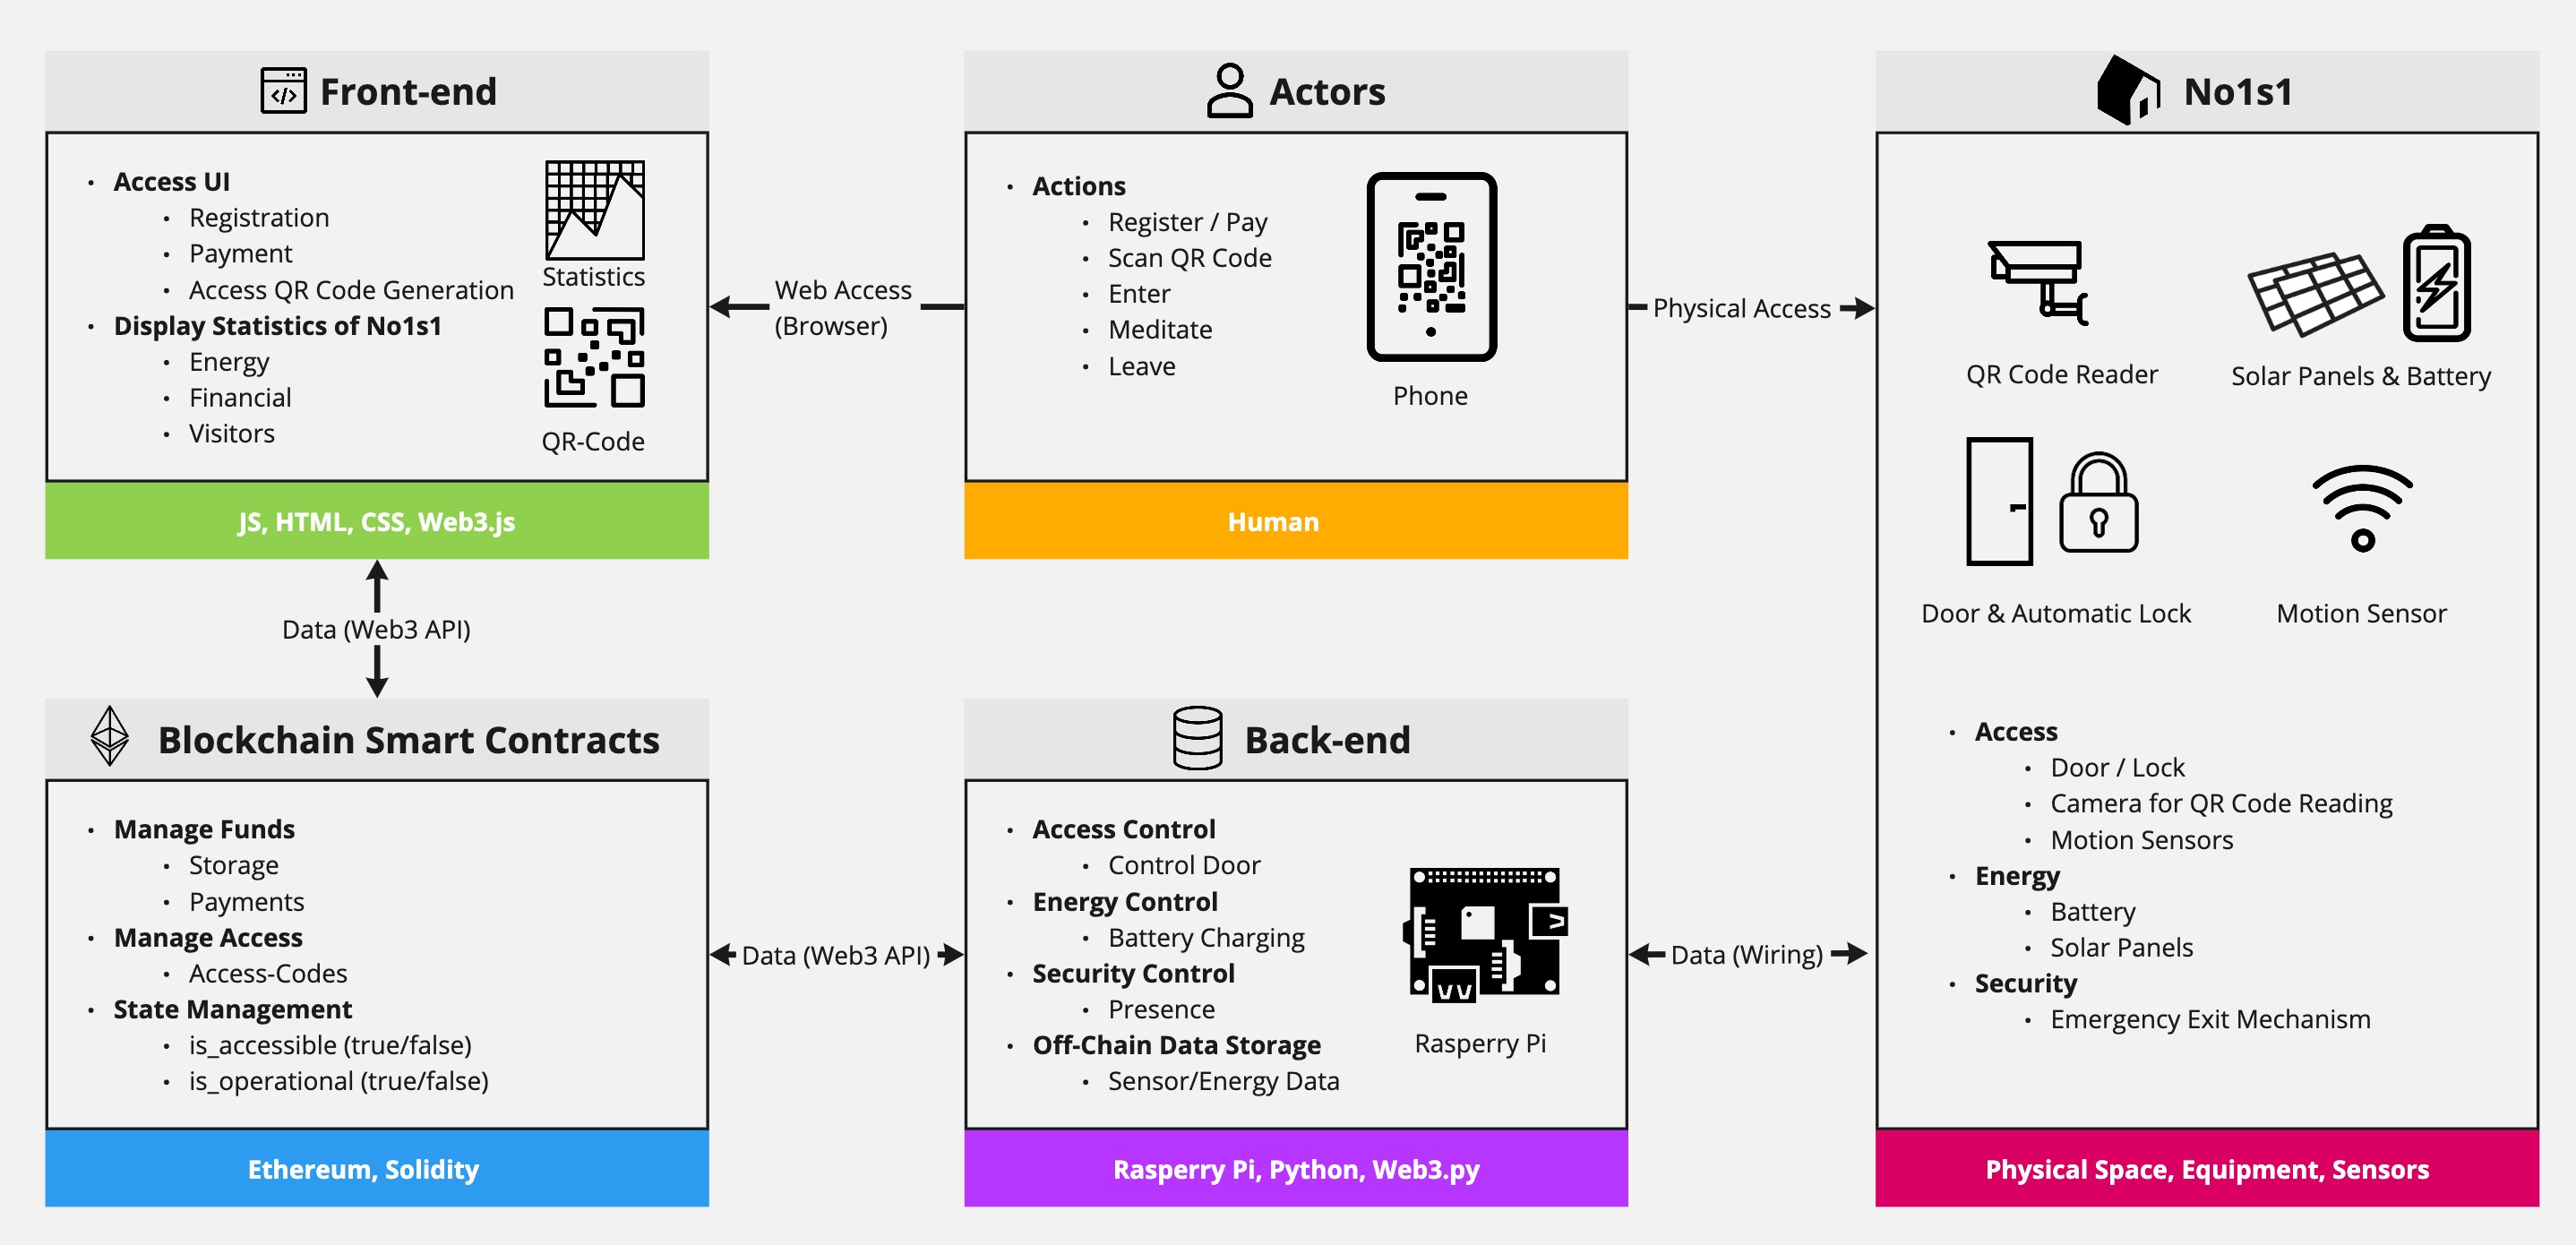 Front-end
• Access UI
• Registration
• Payment
• Access QR Code Generation
• Display Statistics of No1s1
• Energy
• Financial
• Visitors
Statistics
QR-Code
JS, HTML, CSS, Web3.js
Web Access
(Browser)
Actors
• Actions
• Register / Pay
• Scan QR Code
• Enter
• Meditate
• Leave
Phone
Human
Physical Access
No1s1
QR Code Reader
Solar Panels & Battery
Door & Automatic Lock
Motion Sensor
• Access
• Door / Lock
• Camera for QR Code Reading
• Motion Sensors
• Energy
• Battery
• Solar Panels
• Security
• Emergency Exit Mechanism
Physical Space, Equipment, Sensors
Data (Web3 API)
Blockchain Smart Contracts
• Manage Funds
• Storage
• Payments
• Manage Access
• Access-Codes
• State Management
• is_accessible (true/false)
• is_operational (true/false)
Ethereum, Solidity
Data (Web3 API)
Back-end
• Access Control
• Control Door
• Energy Control
• Battery Charging
• Security Control
• Presence
• Off-Chain Data Storage
• Sensor/Energy Data
Rasperry Pi
Rasperry Pi, Python, Web3.py
Data (Wiring)